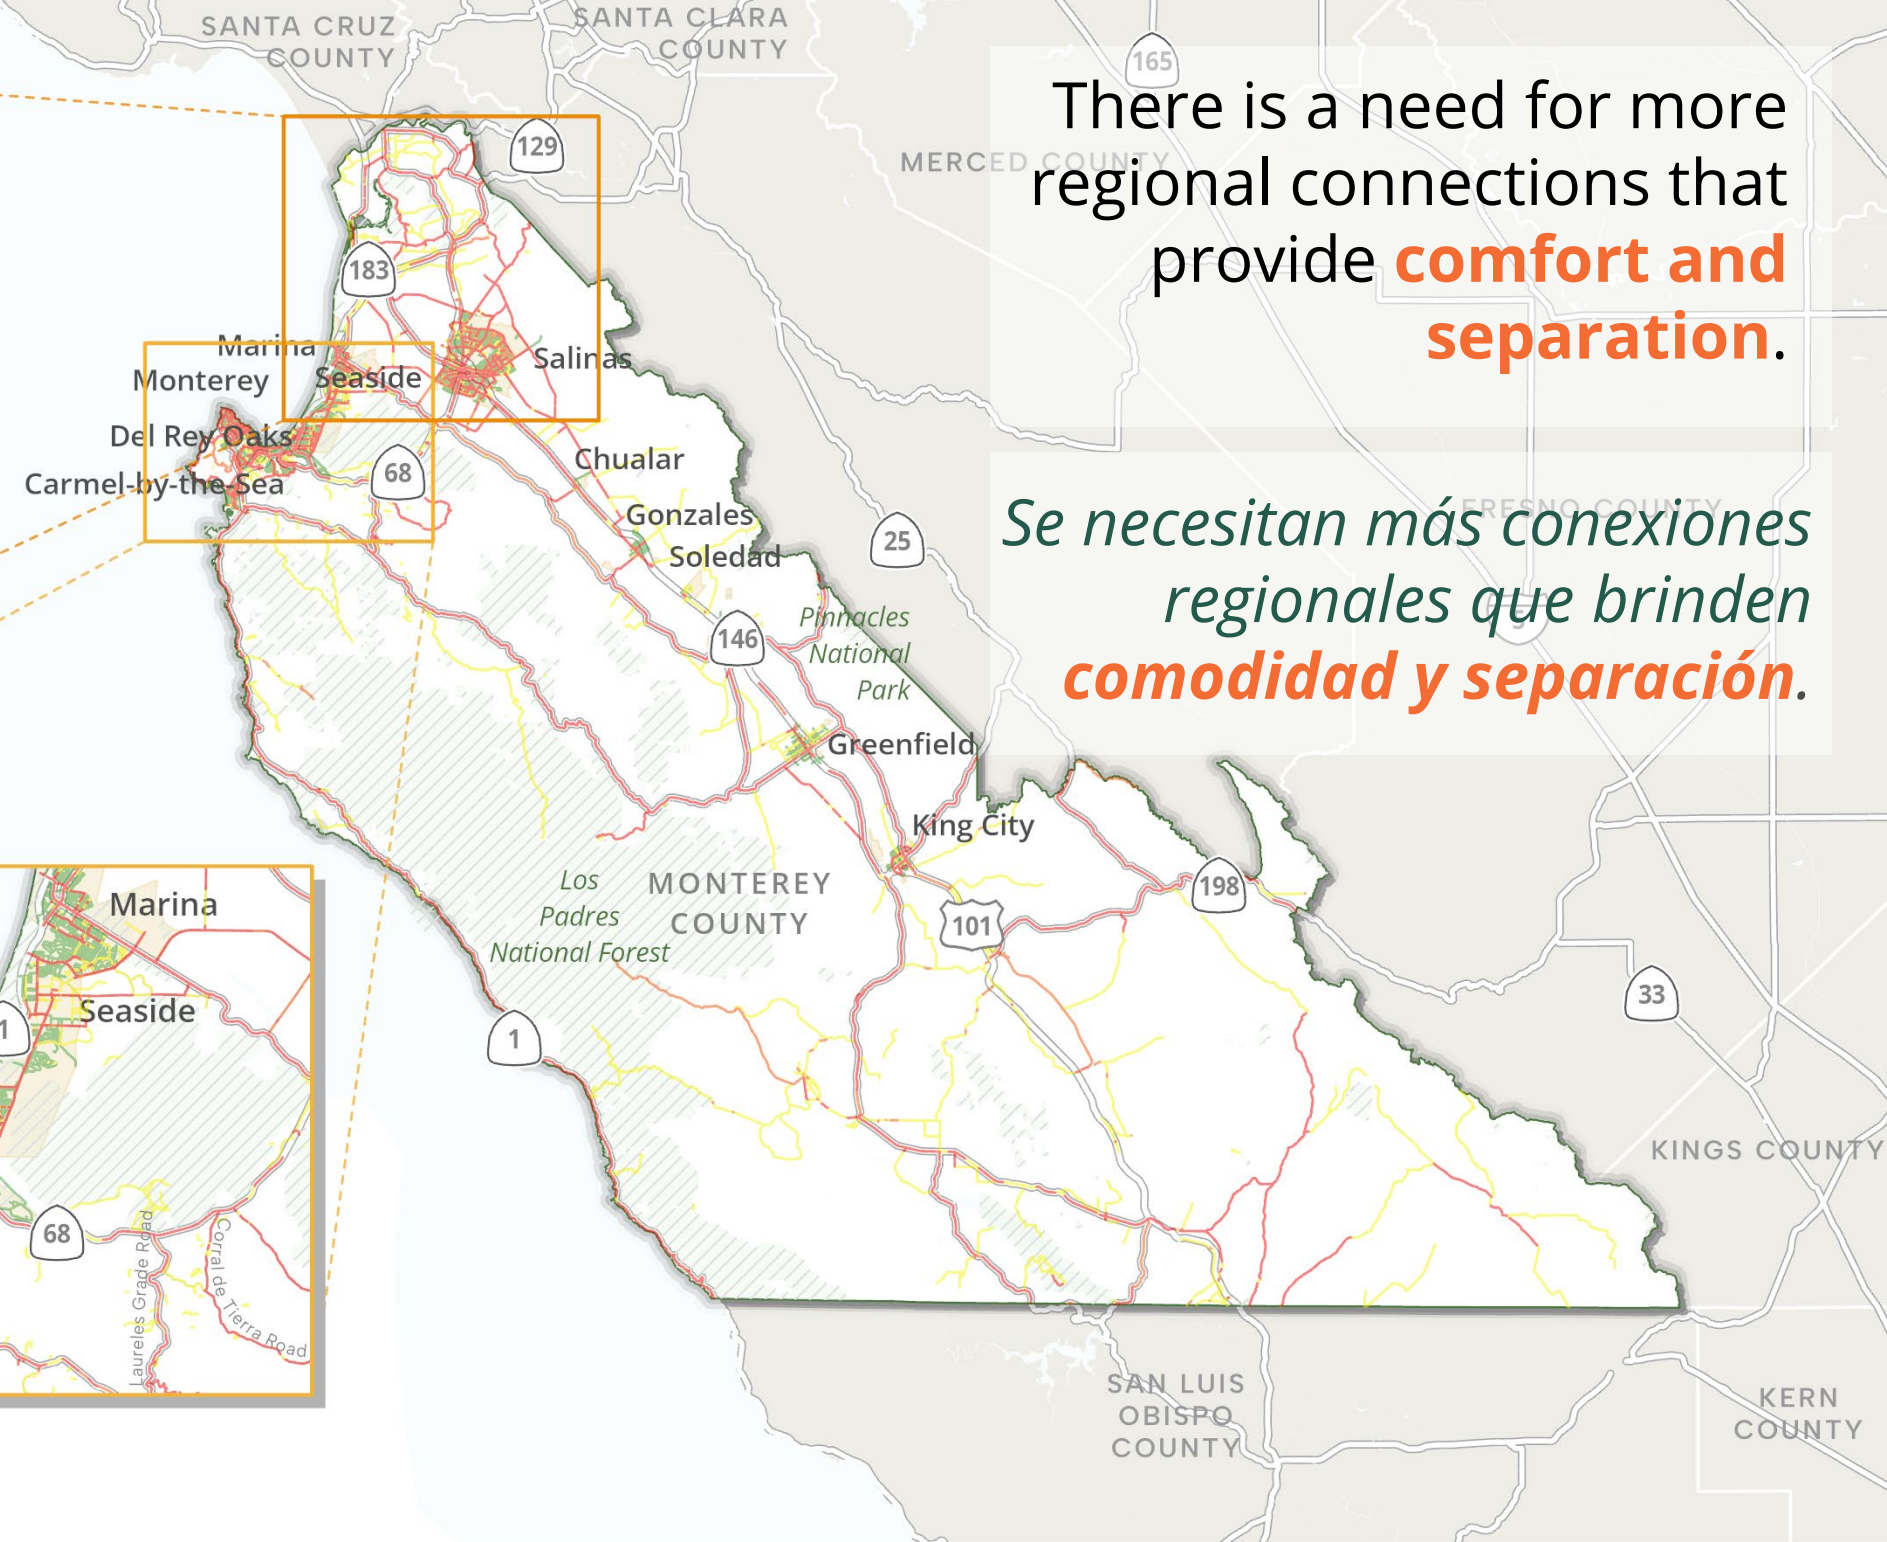 SANTA CRUZ
COUNTY
SANTA CLARA
COUNTY
165
There is a need for more
regional connections that
provide comfort and
separation.
129
MERCED COUNTY
183
Marina
Monterey
Seaside
Salinas
Del Rey Oaks
Carmel-by-the-Sea
68
Chualar
Gonzales
Soledad
25
FRESNO COUNTY
Se necesitan más conexiones
regionales que brinden
comodidad y separación.
5
146
Pinnacles
National
Park
Greenfield
King City
Los
Padres
National Forest
MONTEREY
COUNTY
101
198
33
1
Marina
Seaside
1
68
Laureles Grade Road
Corral de Tierra Road
KINGS COUNTY
SAN LUIS
OBISPO
COUNTY
KERN
COUNTY